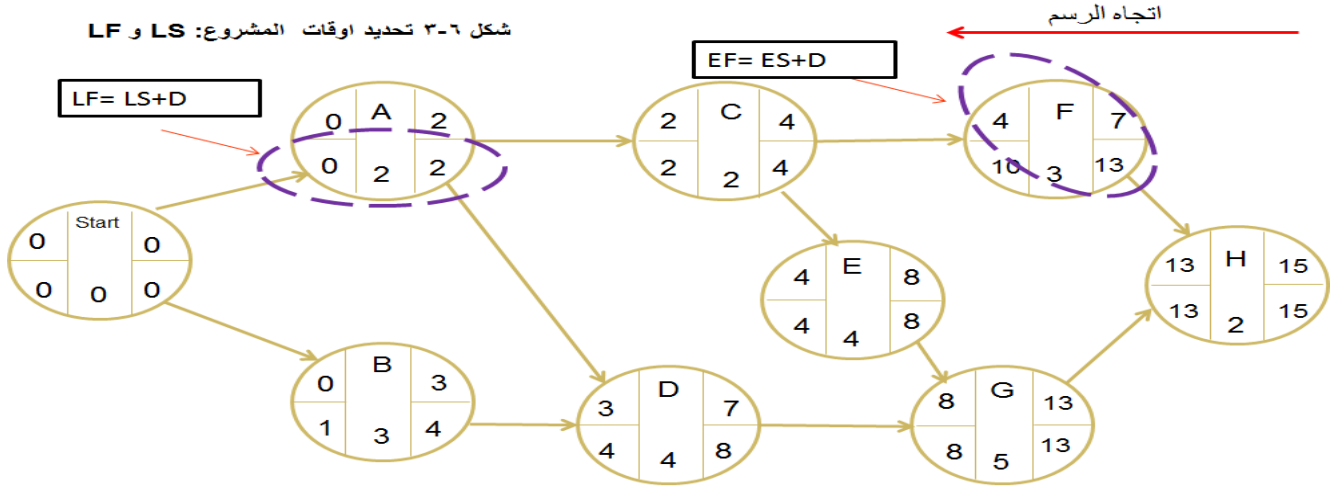 اتجاه الرسم
شكل ٦-٣ تحديد اوقات المشروع: LS و LF
EF= ES+D
LF= LS+D
A
0 2
0 2 2
C
2 4
2 2 4
F
4 7
10 3 13
Start
0 0
0 0 0
E
4 8
4 4 8
H
13 15
13 2 15
B
0 3
1 3 4
D
3 7
4 4 8
G
8 13
8 5 13